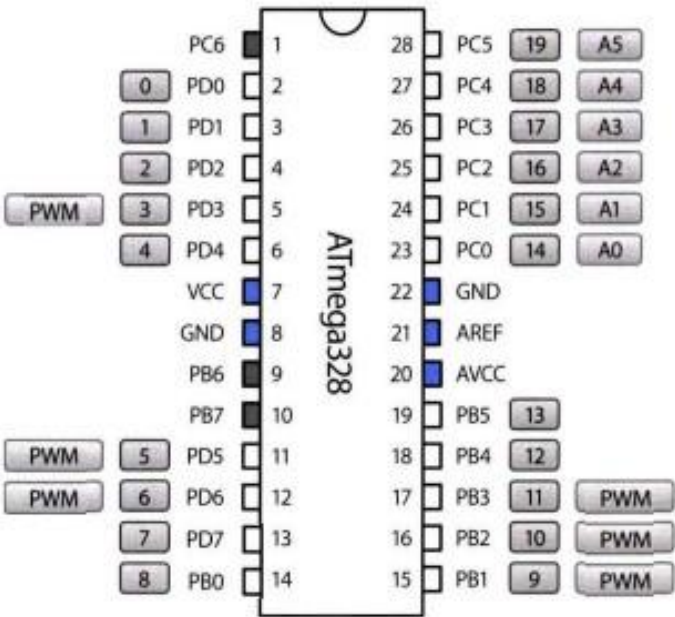 PC6 1 28 PC5 19 A5
0 PD0 2 27 PC4 18 A4
1 PD1 3 26 PC3 17 A3
2 PD2 4 25 PC2 16 A2
PWM 3 PD3 5 24 PC1 15 A1
4 PD4 6 23 PC0 14 A0
VCC 7 22 GND
GND 8 21 AREF
PB6 9 20 AVCC
PB7 10 19 PB5 13
PWM 5 PD5 11 18 PB4 12
PWM 6 PD6 12 17 PB3 11 PWM
7 PD7 13 16 PB2 10 PWM
8 PB0 14 15 PB1 9 PWM
ATmega328